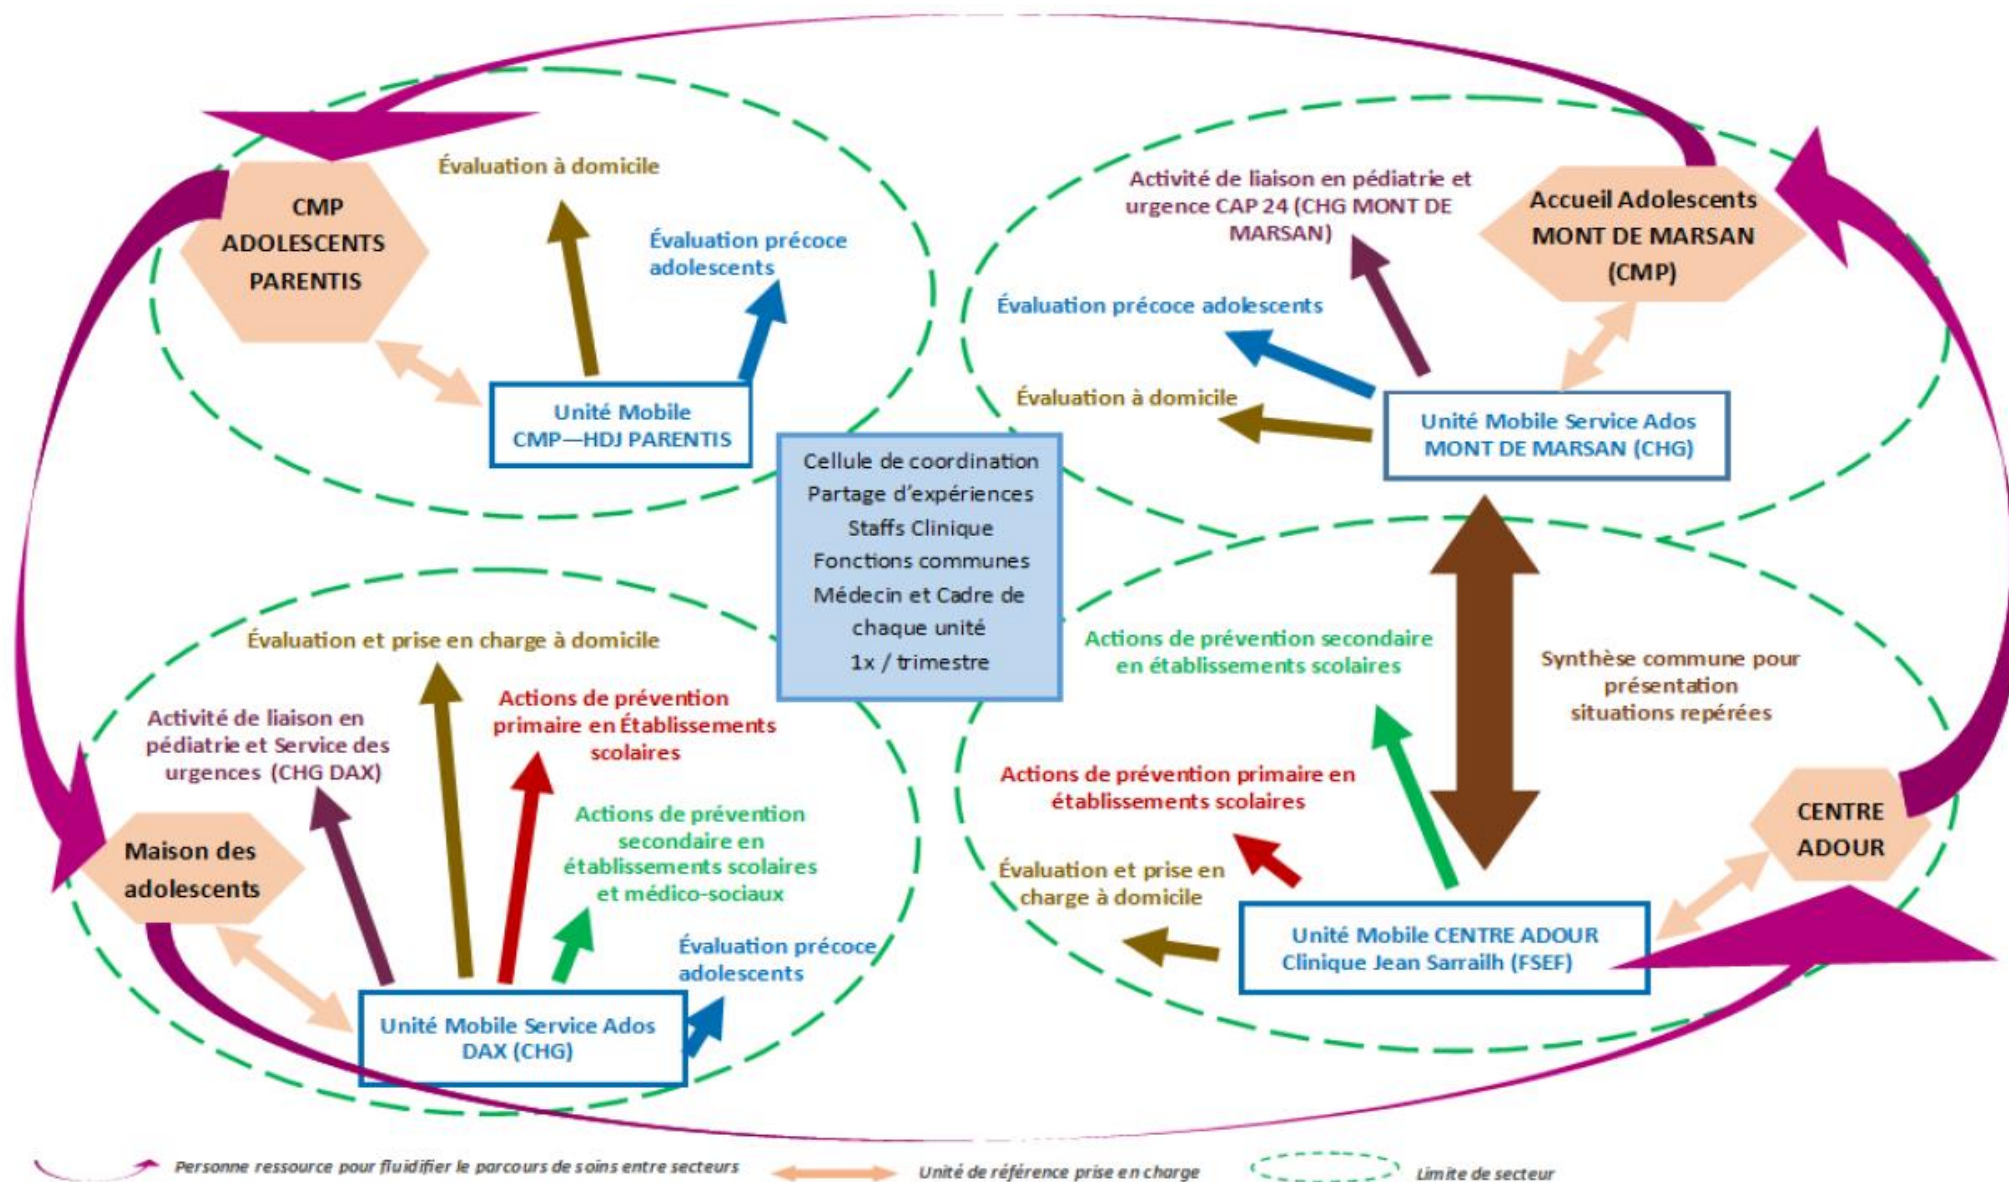 CMP
ADOLESCENTS
PARENTIS
Évaluation à domicile
Évaluation précoce
adolescents
Unité Mobile
CMP—HDJ PARENTIS
Activité de liaison en pédiatrie et
urgence CAP 24 (CHG MONT DE
MARSAN)
Accueil Adolescents
MONT DE MARSAN
(CMP)
Évaluation précoce adolescents
Évaluation à domicile
Unité Mobile Service Ados
MONT DE MARSAN (CHG)
Cellule de coordination
Partage d'expériences
Staffs Clinique
Fonctions communes
Médecin et Cadre de
chaque unité
1x / trimestre
Évaluation et prise en charge à domicile
Activité de liaison en
pédiatrie et Service des
urgences (CHG DAX)
Actions de prévention
primaire en Établissements
scolaires
Actions de prévention
secondaire en
établissements scolaires
et médico-sociaux
Maison des
adolescents
Évaluation précoce
adolescents
Unité Mobile Service Ados
DAX (CHG)
Actions de prévention secondaire
en établissements scolaires
Synthèse commune pour
présentation
situations repérées
Actions de prévention primaire en
établissements scolaires
Évaluation et prise en
charge à domicile
CENTRE
ADOUR
Unité Mobile CENTRE ADOUR
Clinique Jean Sarrailh (FSEF)
Personne ressource pour fluidifier le parcours de soins entre secteurs
Unité de référence prise en charge
Limite de secteur